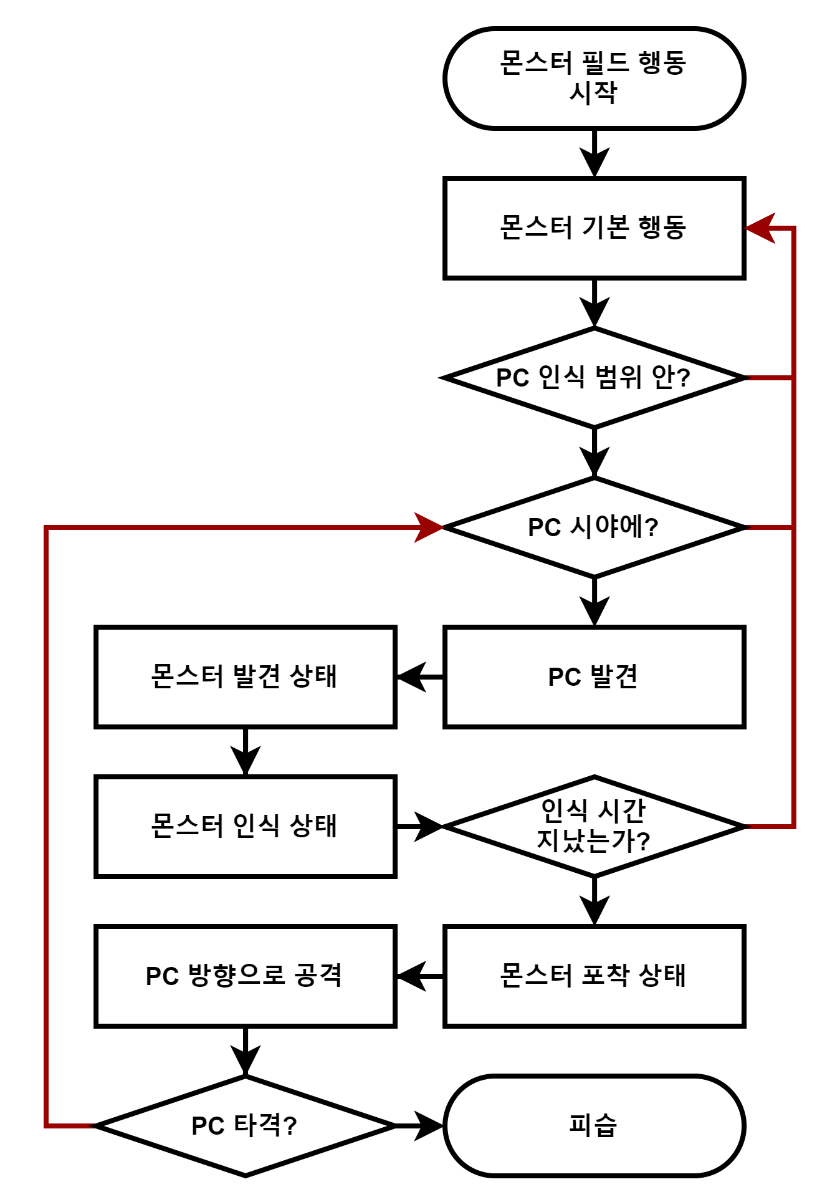 몬스터 필드 행동
시작
몬스터 기본 행동
PC 인식 범위 안?
PC 시야에?
몬스터 발견 상태
PC 발견
몬스터 인식 상태
인식 시간
지났는가?
PC 방향으로 공격
몬스터 포착 상태
PC 타격?
피습